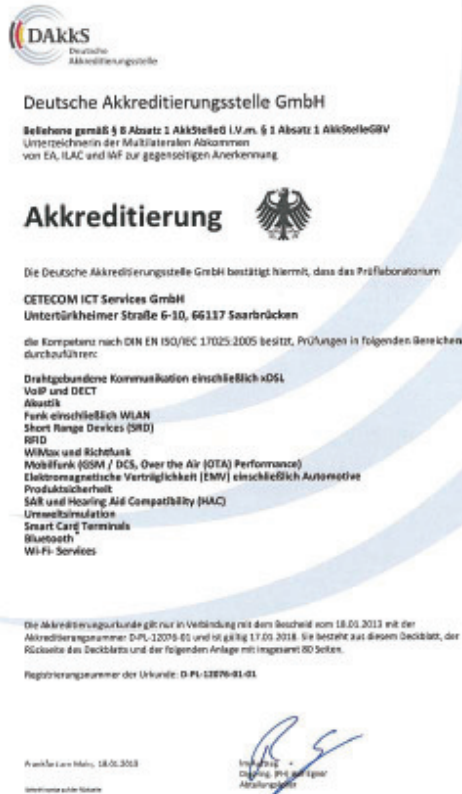 DAkkS
Deutsche
Akkreditierungsstelle
Deutsche Akkreditierungsstelle GmbH
Beliehene gemäß § 8 Absatz 1 AkkStelleG i.V.m. § 1 Absatz 1 AkkStelleGBV
Unterzeichnerin der Multilateralen Abkommen
von EA, ILAC und IAF zur gegenseitigen Anerkennung
Akkreditierung
Die Deutsche Akkreditierungsstelle GmbH bestätigt hiermit, dass das Prüflaboratorium
CETECOM ICT Services GmbH
Untertürkheimer Straße 6-10, 66117 Saarbrücken
die Kompetenz nach DIN EN ISO/IEC 17025:2005 besitzt, Prüfungen in folgenden Bereichen
durchzuführen:
Drahtgebundene Kommunikation einschließlich xDSL
VoIP und DECT
Akustik
Funk einschließlich WLAN
Short Range Devices (SRD)
RFID
WiMax und Richtfunk
Mobilfunk (GSM / DCS, Over the Air (OTA) Performance)
Elektromagnetische Verträglichkeit (EMV) einschließlich Automotive
Produktsicherheit
SAR und Hearing Aid Compatibility (HAC)
Umweltsimulation
Smart Card Terminals
Bluetooth
Wi-Fi- Services
Die Akkreditierungsurkunde gilt nur in Verbindung mit dem Bescheid vom 18.01.2013 mit der
Akkreditierungsnummer D-PL-12076-01 und ist gültig 17.01.2018. Sie besteht aus diesem Deckblatt, der
Rückseite des Deckblatts und der folgenden Anlage mit insgesamt 80 Seiten.
Registrierungsnummer der Urkunde: D-PL-12076-01-01
Frankfurt am Main, 18.01.2013
Im Auftrag
Abteilungsleiter